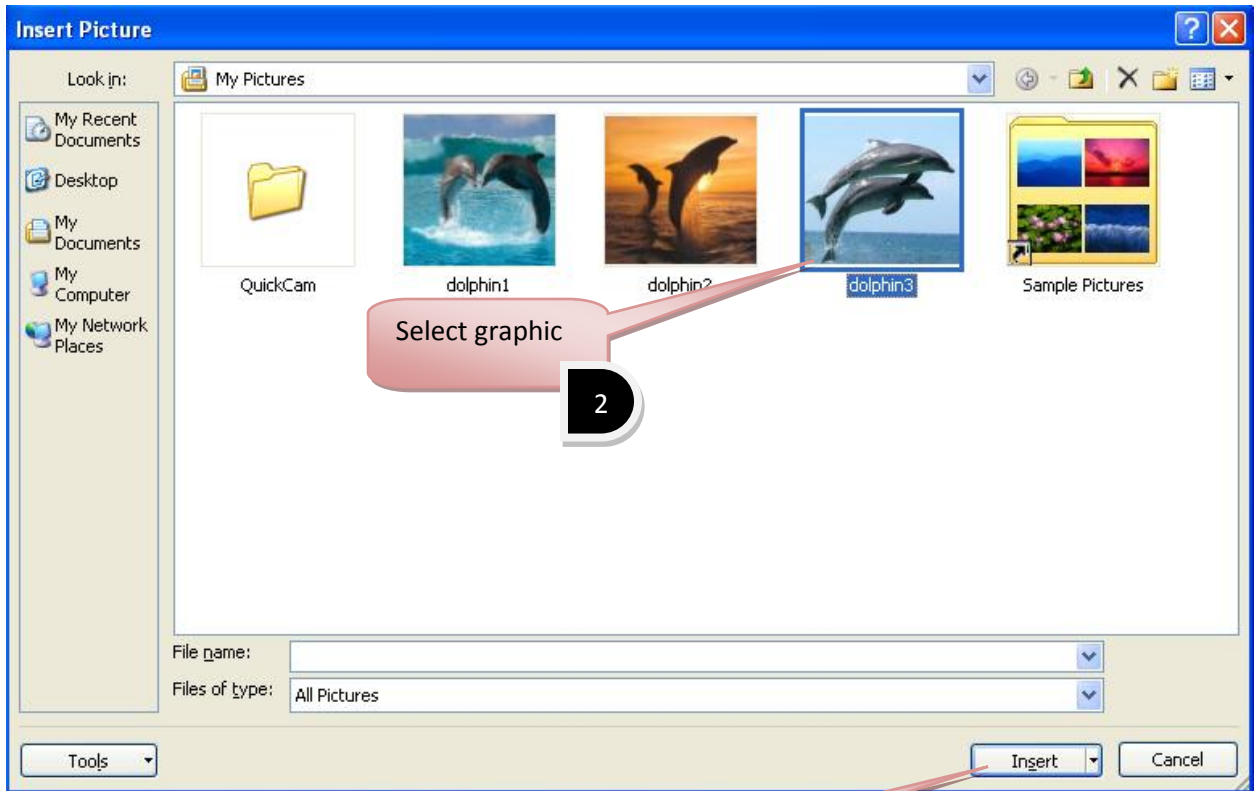 Insert Picture
Look in:
My Pictures
My Recent
Documents
Desktop
My
Documents
My
Computer
My Network
Places
QuickCam
dolphin1
dolphin2
dolphin3
Sample Pictures
Select graphic
2
File name:
Files of type:
All Pictures
Tools
Insert
Cancel